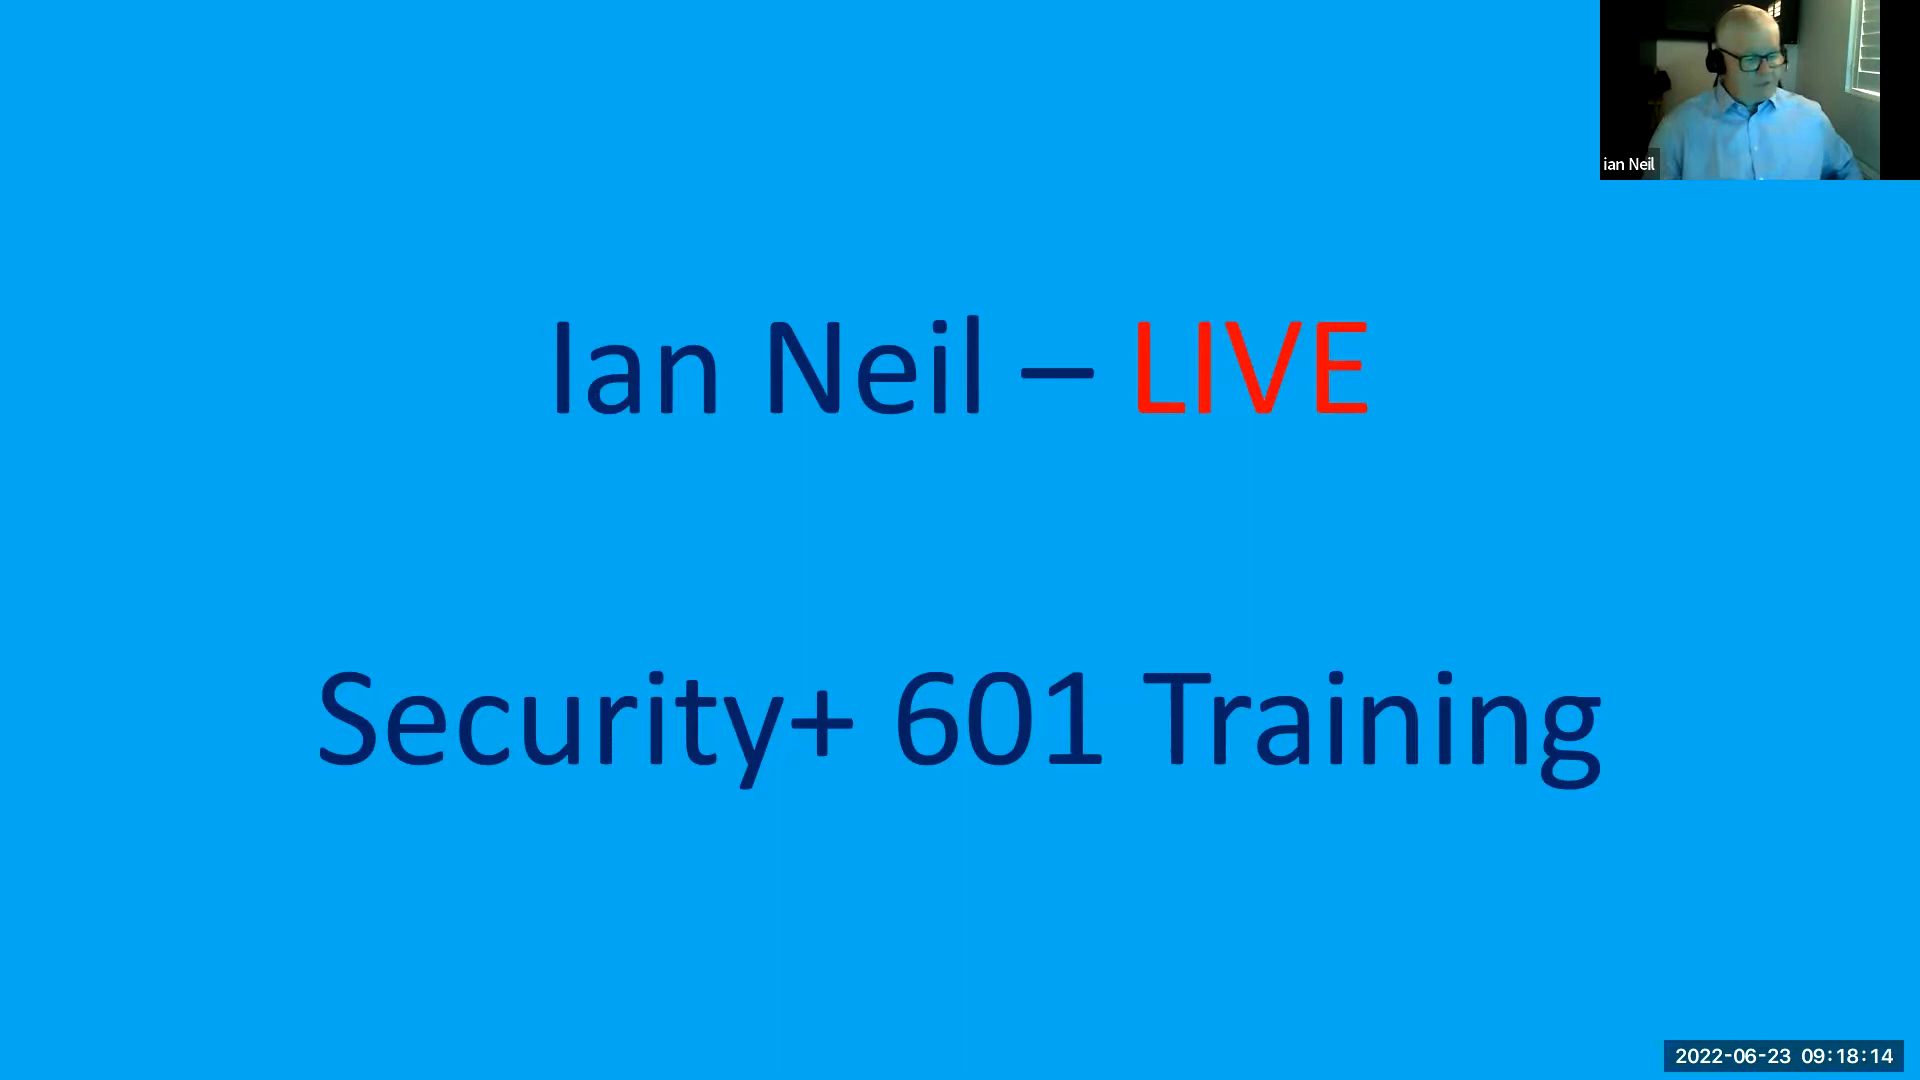 ian Neil
Ian Neil – LIVE
Security+ 601 Training
2022-06-23 09:18:14